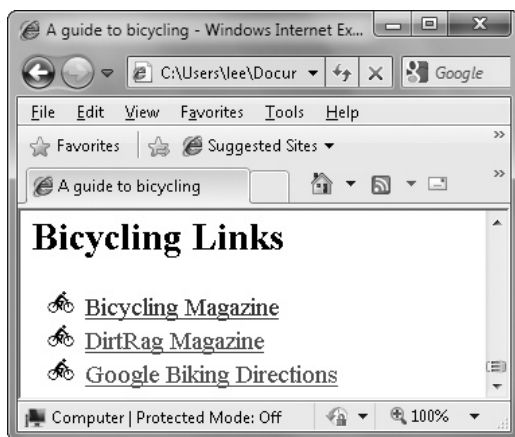 A guide to bicycling - Windows Internet Ex...
C:\Users\lee\Docur
Google
File Edit View Favorites Tools Help
Favorites Suggested Sites
A guide to bicycling
Bicycling Links
Bicycling Magazine
DirtRag Magazine
Google Biking Directions
Computer | Protected Mode: Off 100%